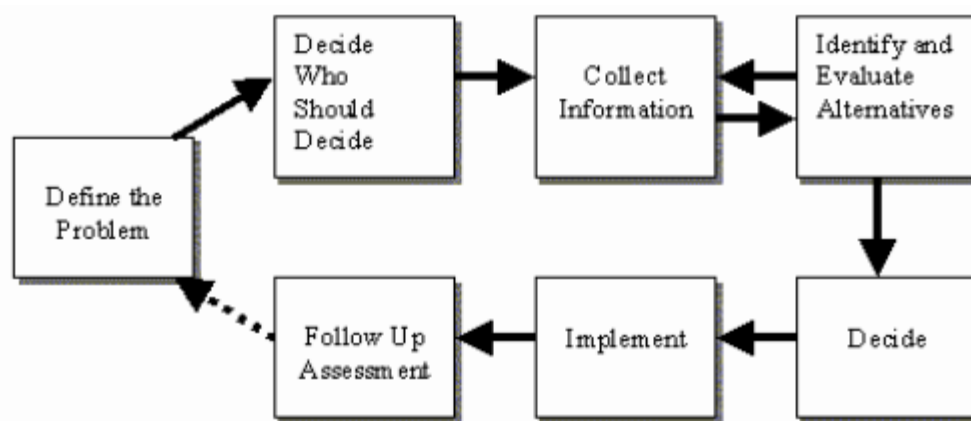 Decide
Who
Should
Decide
Collect
Information
Identify and
Evaluate
Alternatives
Define the
Problem
Follow Up
Assessment
Implement
Decide